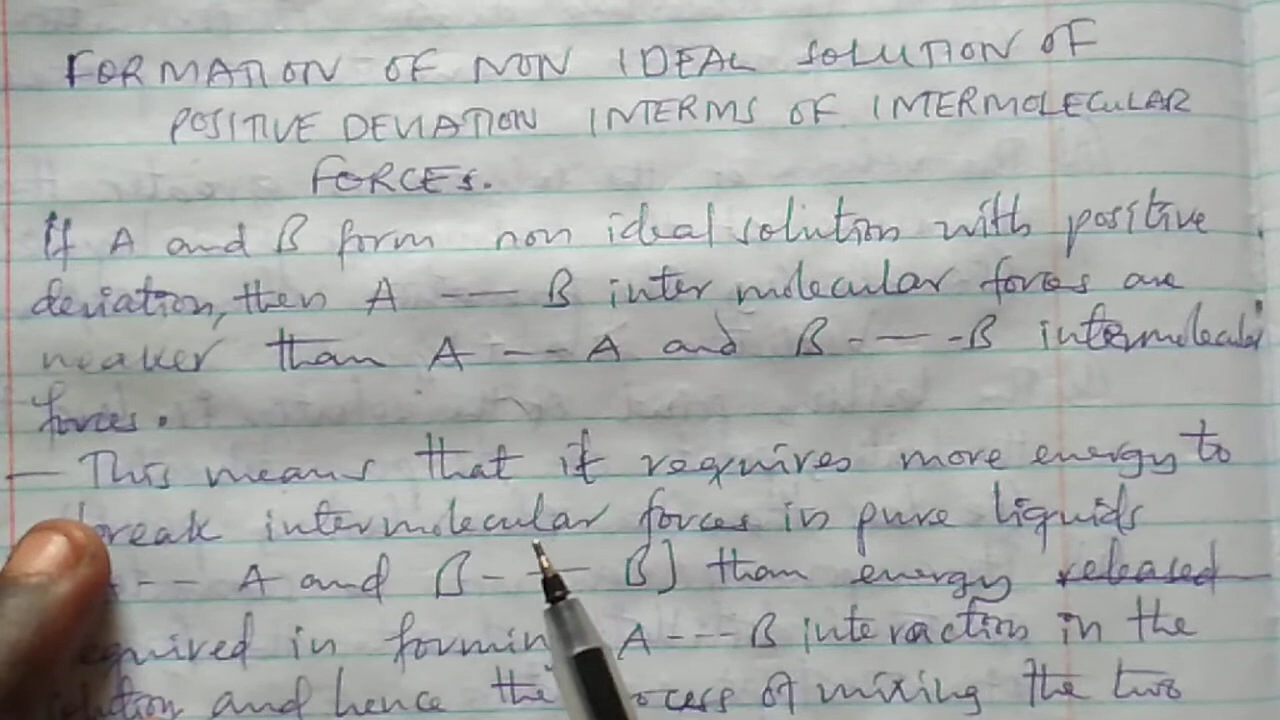 FORMATION OF NON IDEAL SOLUTION OF
POSITIVE DEVIATION INTERMS OF INTERMOLECULAR
FORCES.
If A and B form non ideal solution with positive
deviation, then A --- B inter molecular forces are
weaker than A --- A and B --- B intermolecular
forces.
- This means that it requires more energy to
break intermolecular forces in pure liquids
--- A and B --- B] than energy released
required in forming A --- B interaction in the
and hence the process of mixing the two